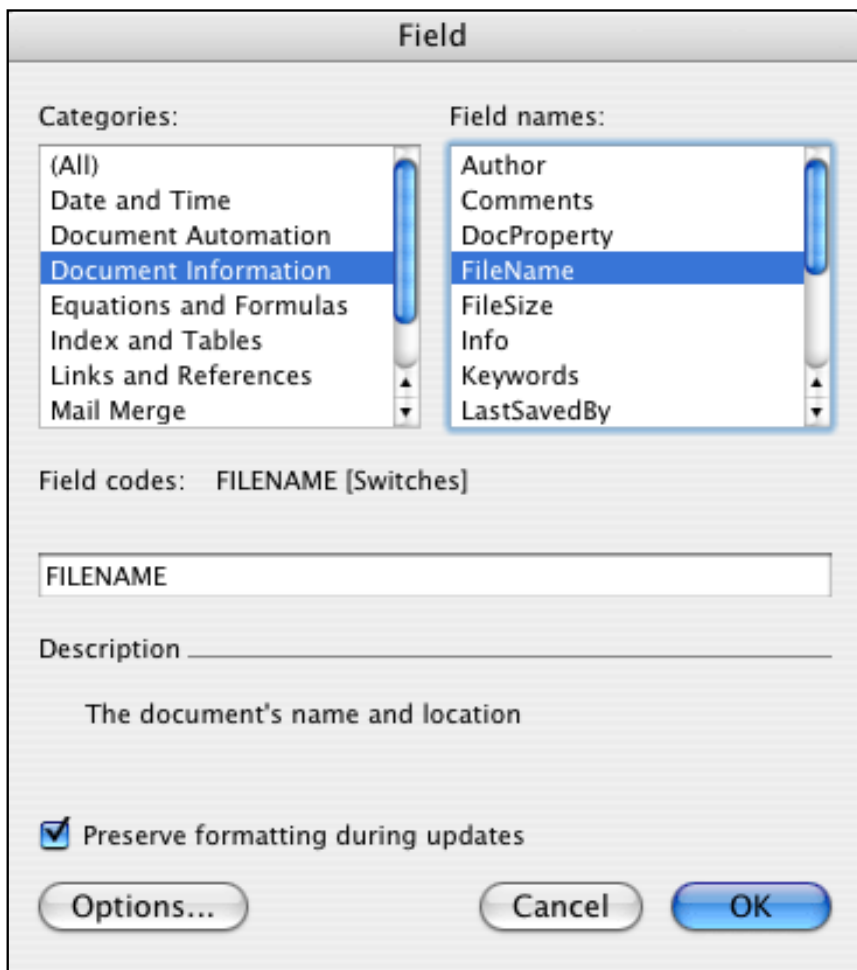 Field
Categories:
(All)
Date and Time
Document Automation
Document Information
Equations and Formulas
Index and Tables
Links and References
Mail Merge
Field names:
Author
Comments
DocProperty
FileName
FileSize
Info
Keywords
LastSavedBy
Field codes: FILENAME [Switches]
FILENAME
Description
The document's name and location
Preserve formatting during updates
Options... Cancel OK